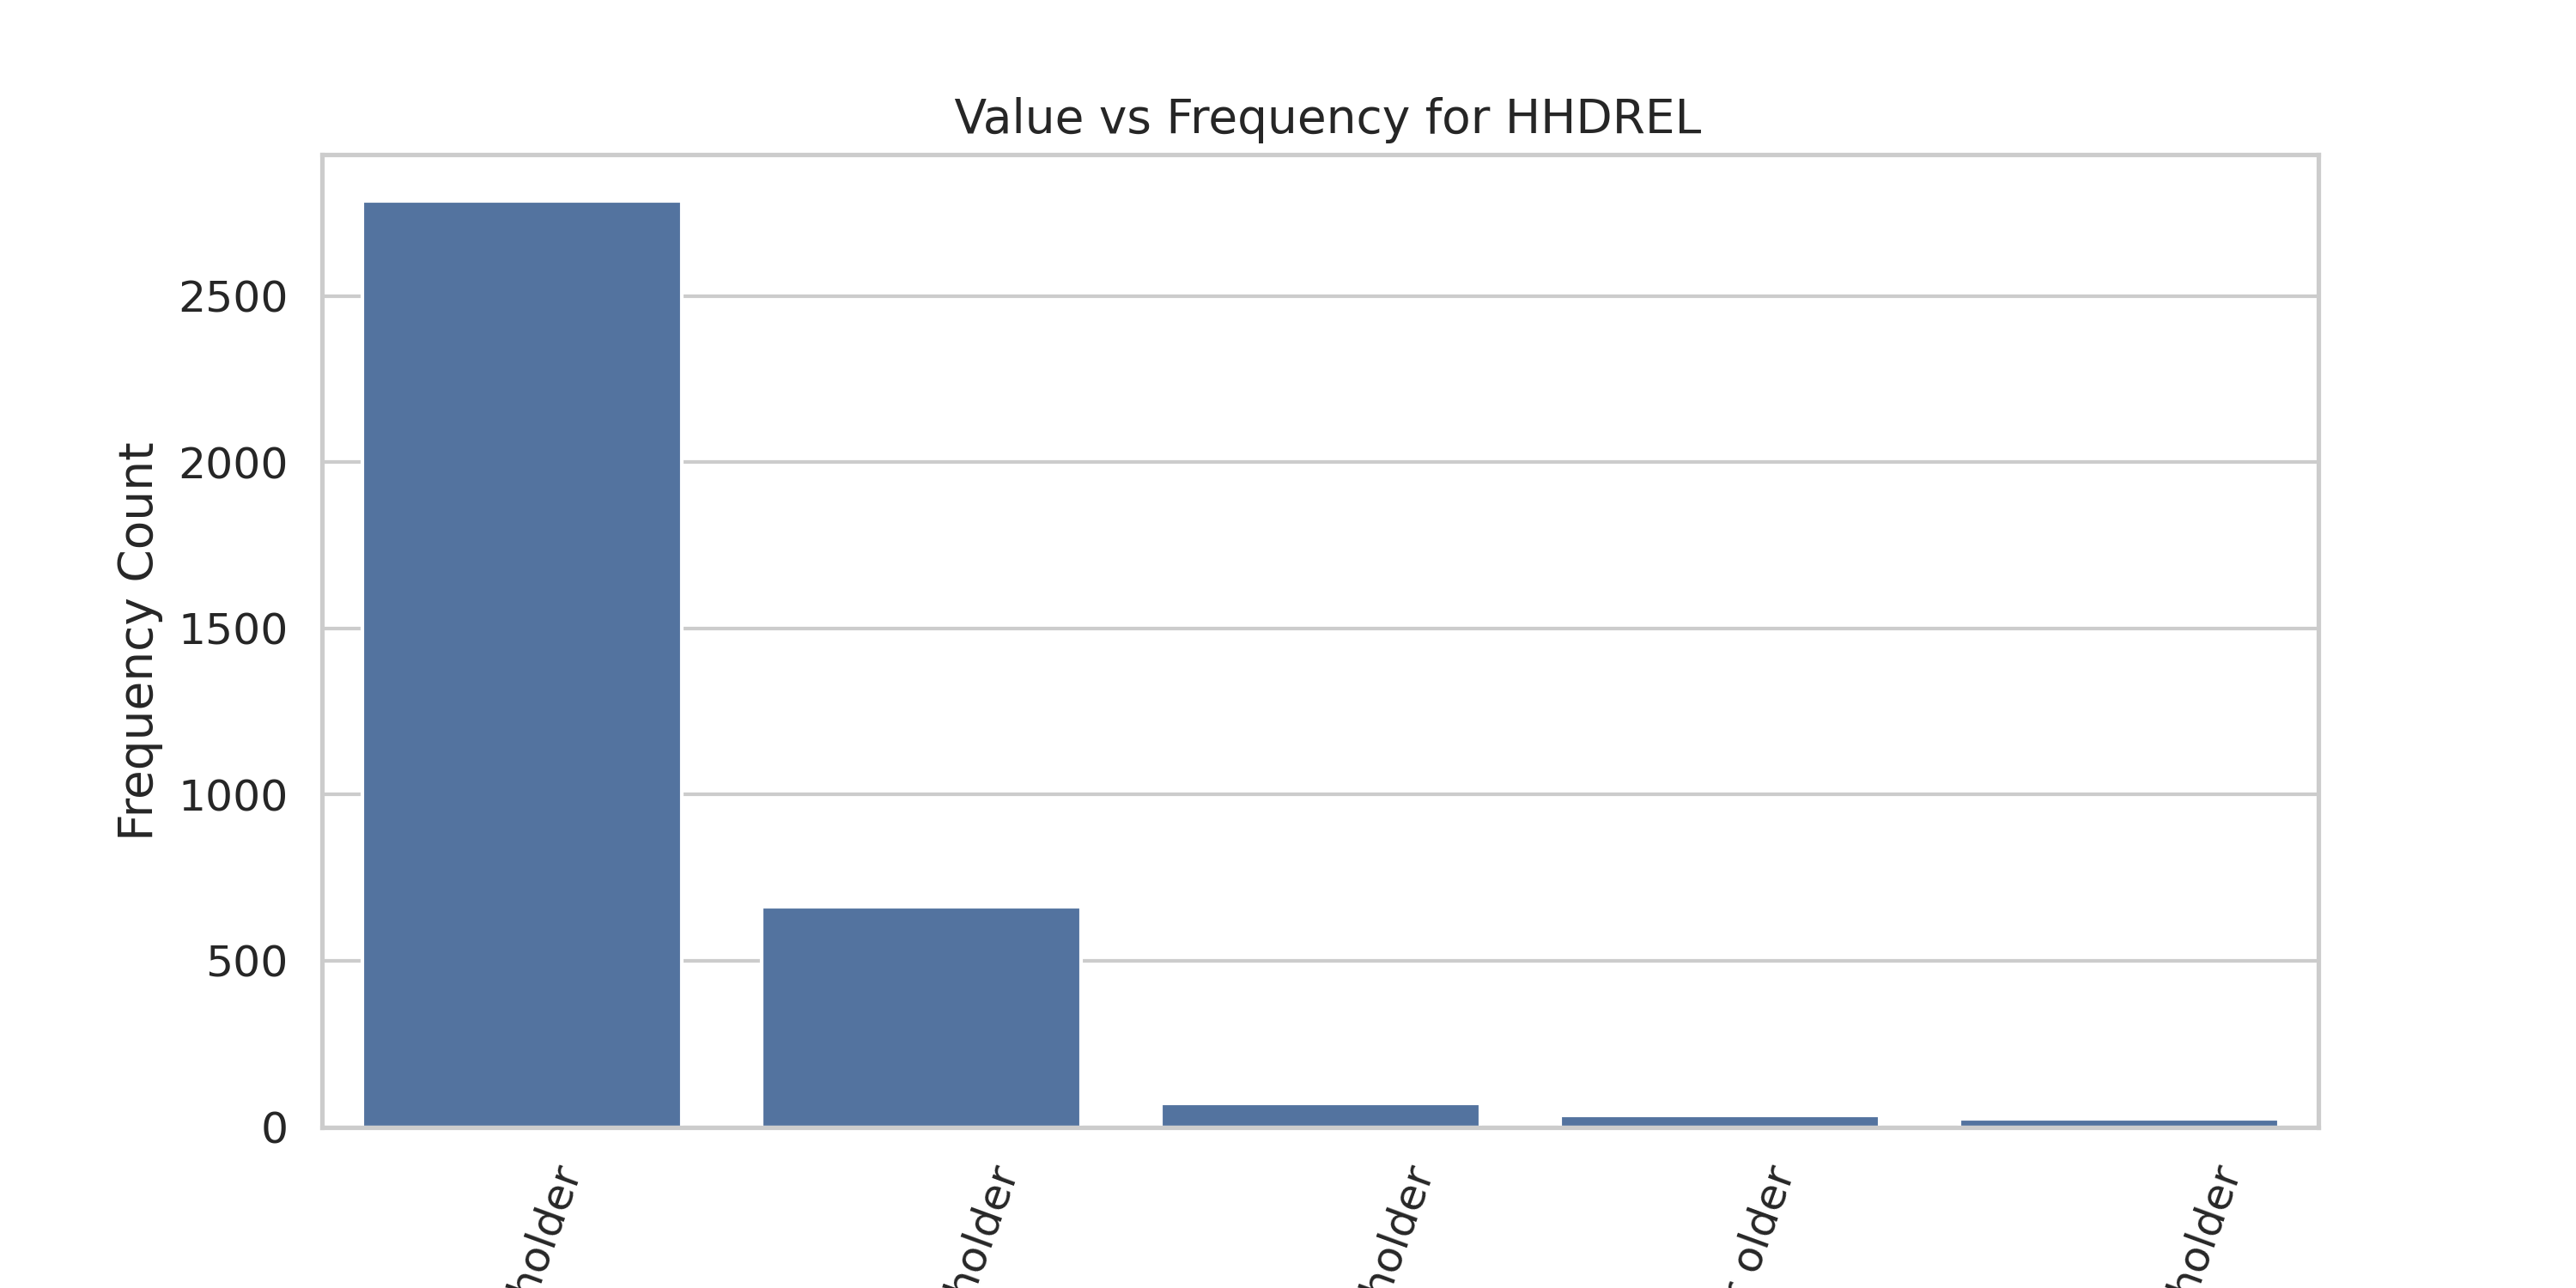 Value vs Frequency for HHDREL
Frequency Count
2500
2000
1500
1000
500
0
holder
holder
holder
r older
holder